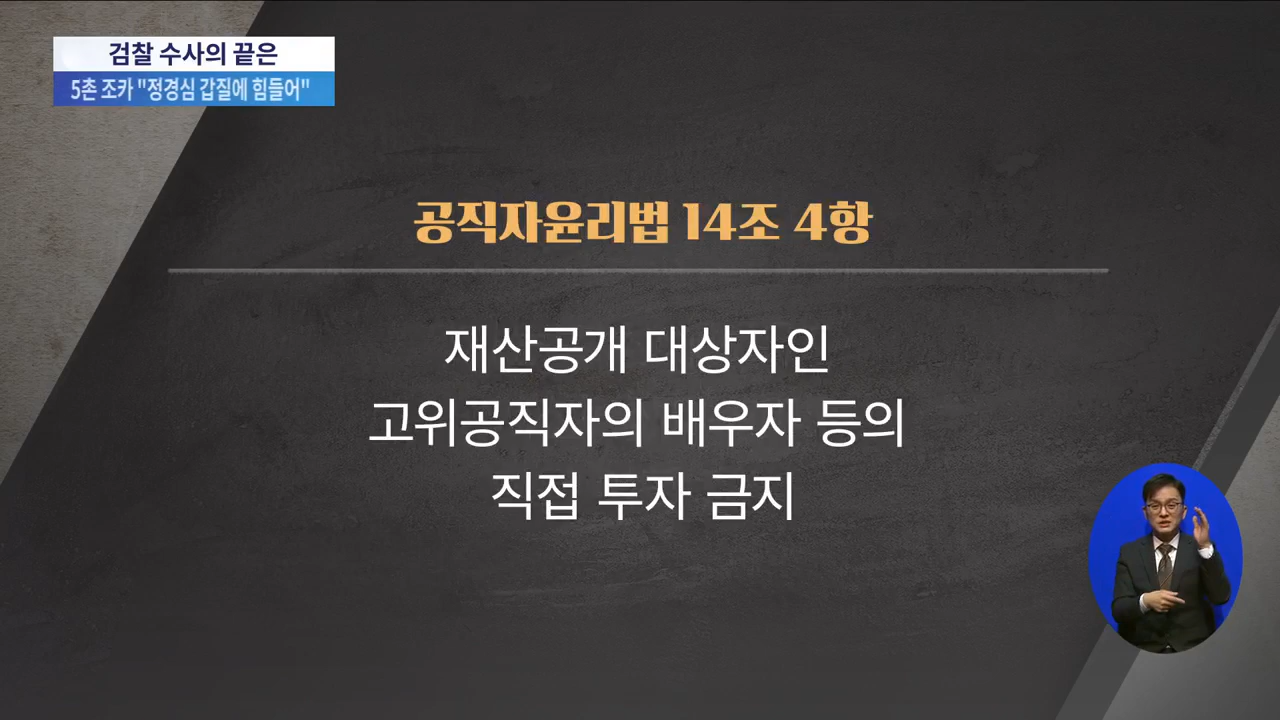 검찰 수사의 끝은
5촌 조카 "정경심 갑질에 힘들어"
공직자윤리법 14조 4항
재산공개 대상자인
고위공직자의 배우자 등의
직접 투자 금지